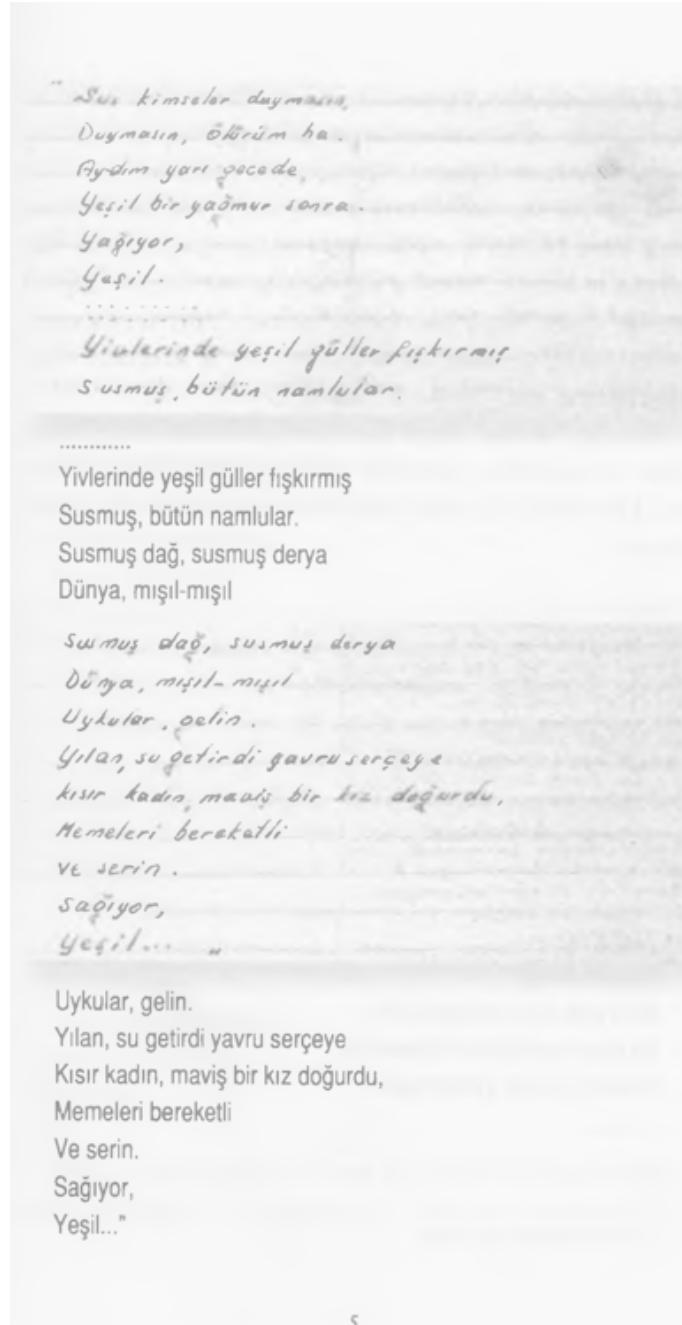 " Sus kimseler duymasın,
Duymasın, ölürüm ha.
Aydım yarı gecede,
Yeşil bir yağmur sonra.
Yağıyor,
Yeşil.
. . . . . . . . . .
Yivlerinde yeşil güller fışkırmış
Susmuş, bütün namlular.
............
Yivlerinde yeşil güller fışkırmış
Susmuş, bütün namlular.
Susmuş dağ, susmuş derya
Dünya, mışıl-mışıl
Susmuş dağ, susmuş derya
Dünya, mışıl-mışıl
Uykular, gelin.
Yılan, su getirdi yavru serçeye
kısır kadın, maviş bir kız doğurdu,
Memeleri bereketli
ve serin.
Sağıyor,
Yeşil... "
Uykular, gelin.
Yılan, su getirdi yavru serçeye
Kısır kadın, maviş bir kız doğurdu,
Memeleri bereketli
Ve serin.
Sağıyor,
Yeşil..."
5